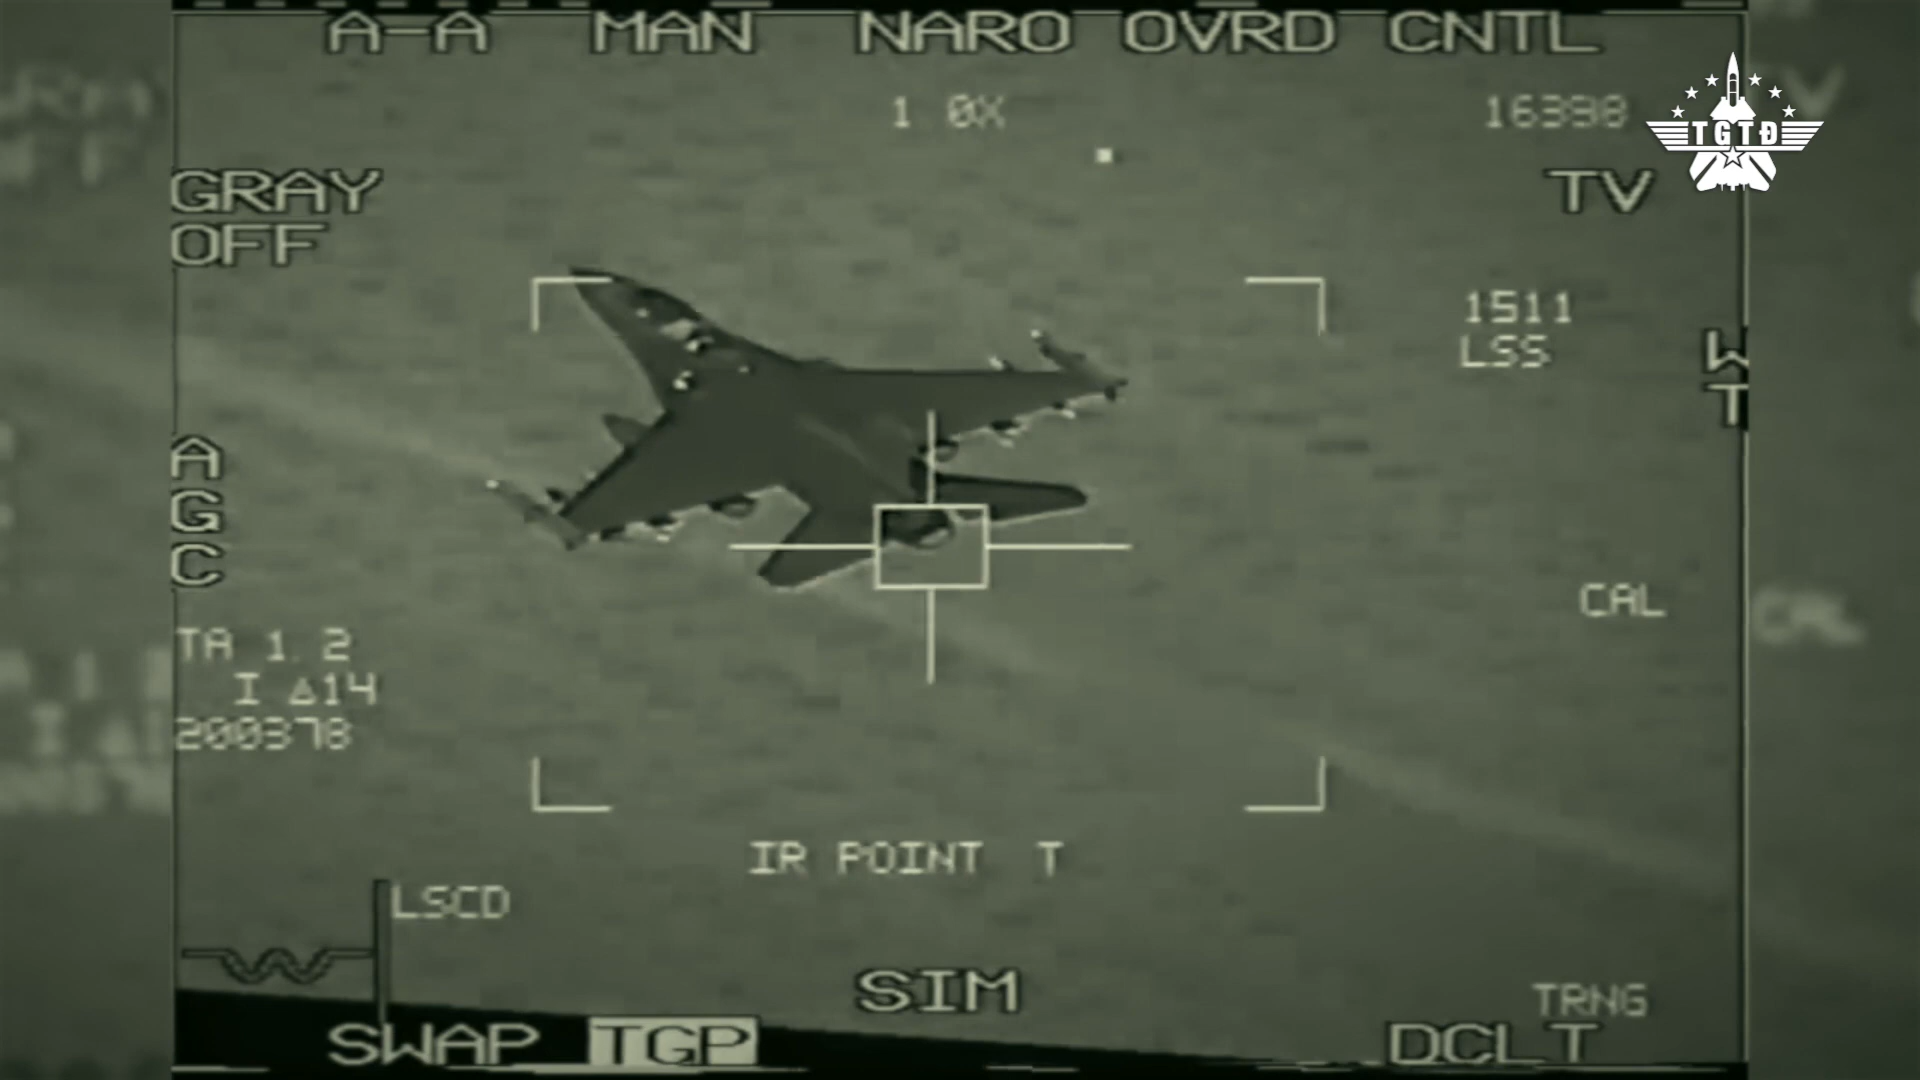 A-A MAN NARO OVRD CNTL
1 0X
16398
TGTĐ
GRAY
OFF
TV
1511
LSS
W
T
A
G
C
CAL
TA 1 2
I △14
200378
IR POINT T
LSCD
SIM
TRNG
SWAP TGP
DCLT